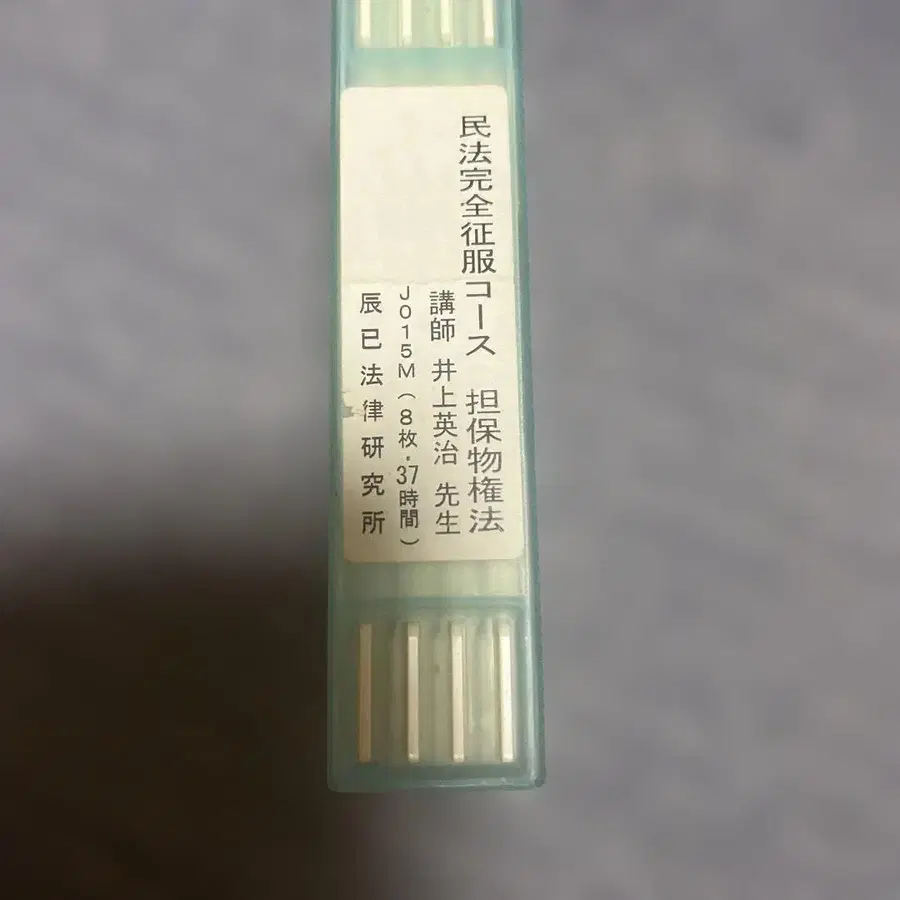 民法完全征服コース 担保物権法
講師 井上英治 先生
J015M(8枚・37時間)
辰已法律研究所